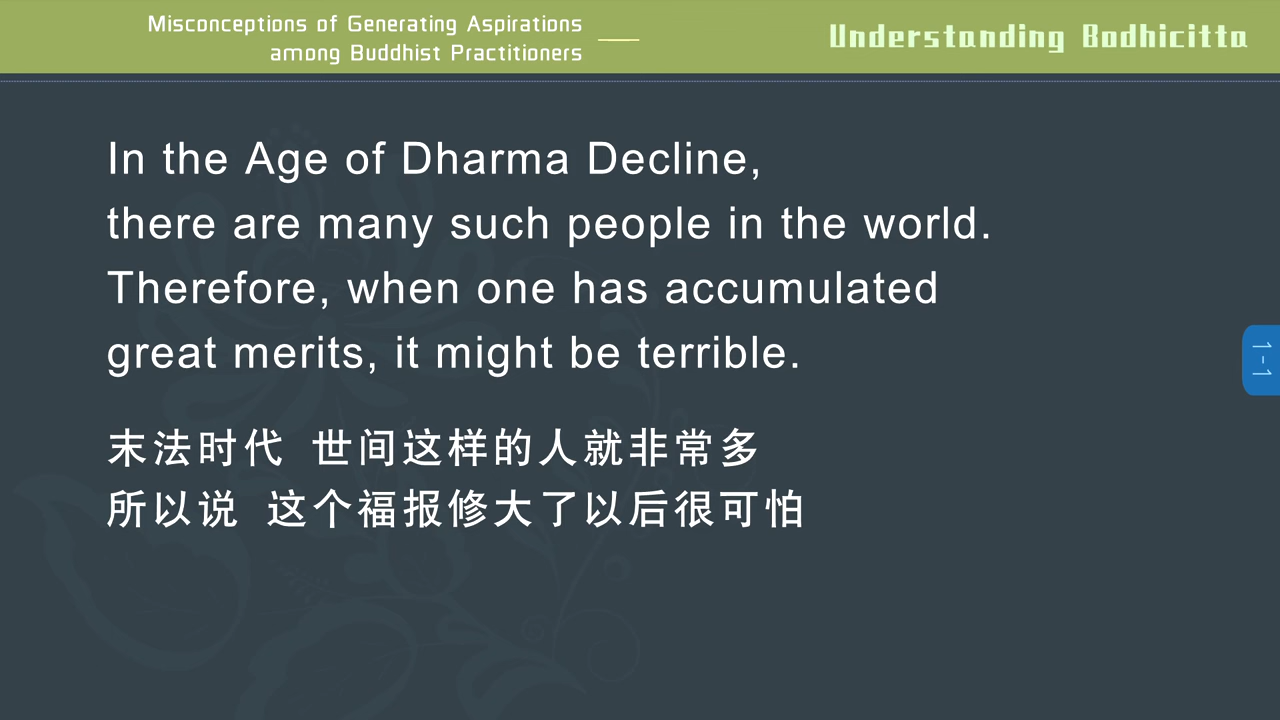 Misconceptions of Generating Aspirations
among Buddhist Practitioners
Understanding Bodhicitta
In the Age of Dharma Decline,
there are many such people in the world.
Therefore, when one has accumulated
great merits, it might be terrible.
末法时代 世间这样的人就非常多
所以说 这个福报修大了以后很可怕
1-1